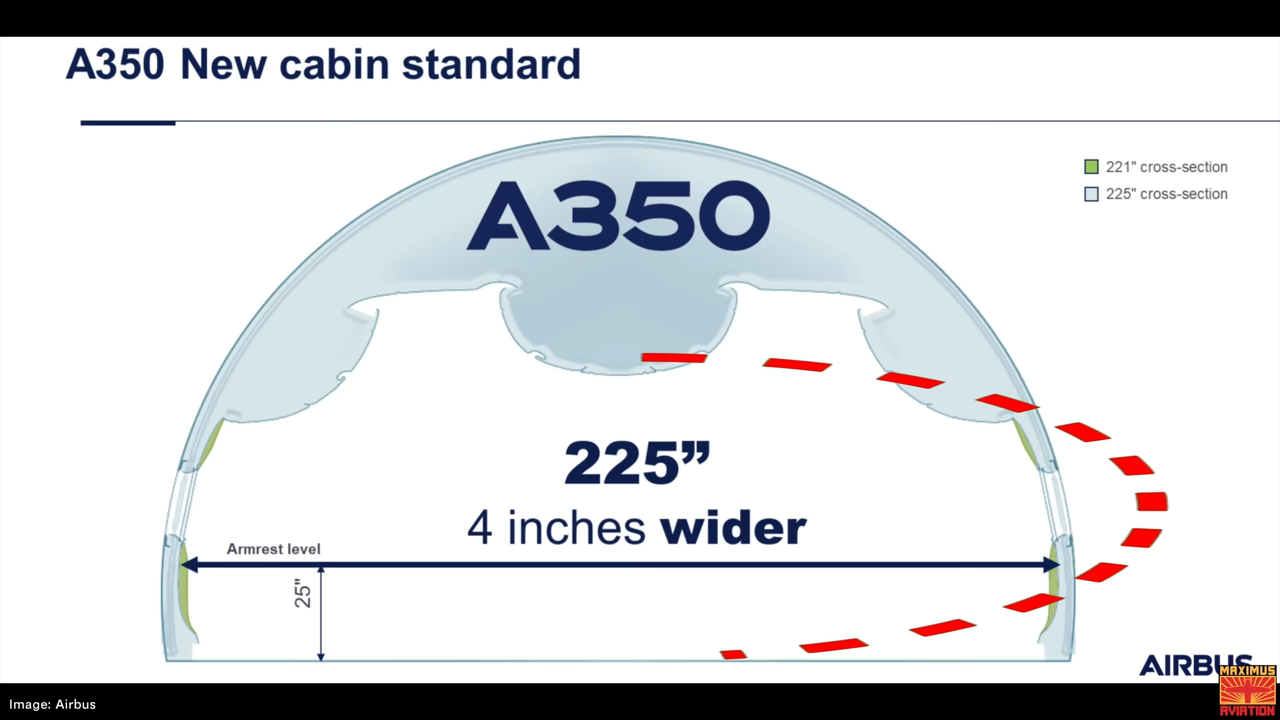 A350 New cabin standard
221" cross-section
225" cross-section
A350
225”
4 inches wider
Armrest level
25"
AIRBUS
MAXIMUS
AVIATION
Image: Airbus